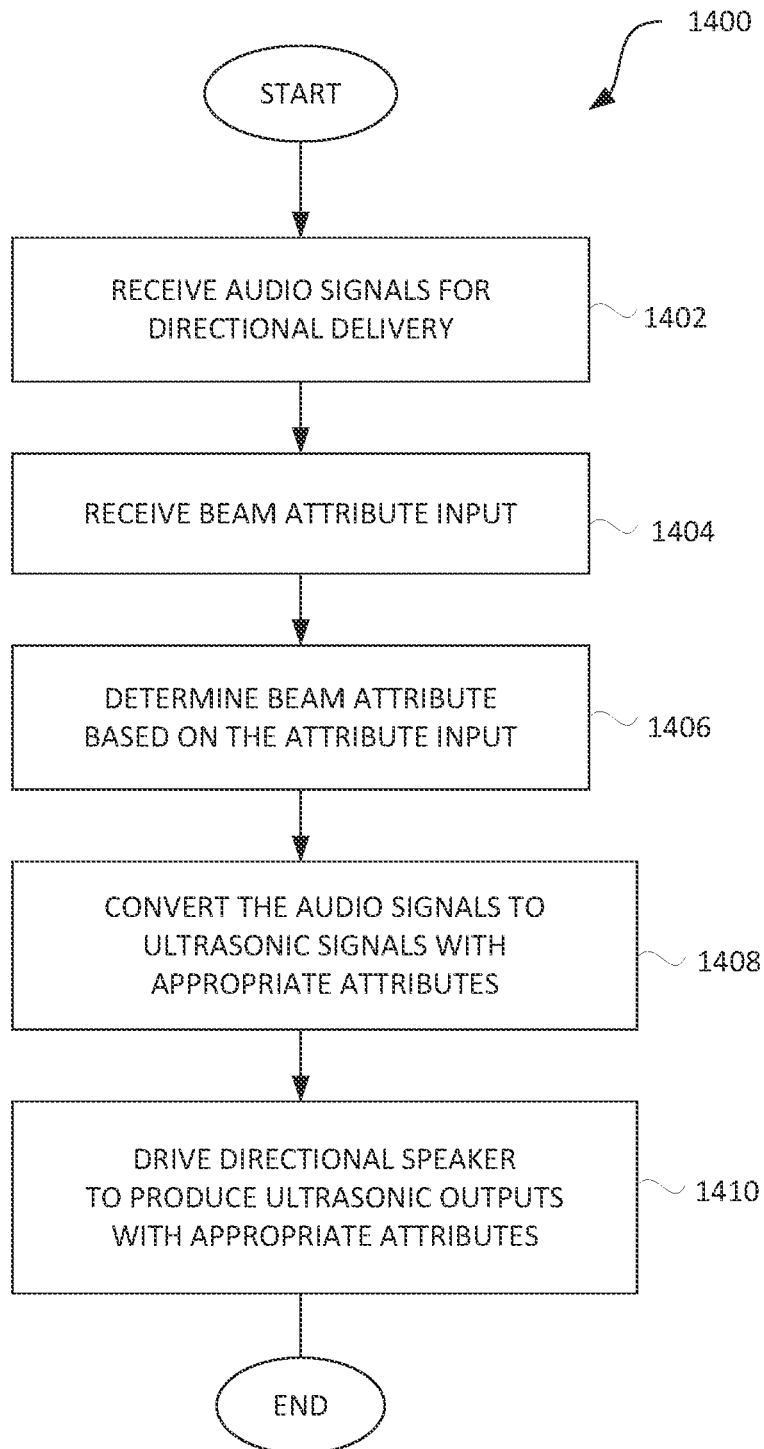 1400
START
RECEIVE AUDIO SIGNALS FOR
DIRECTIONAL DELIVERY
1402
RECEIVE BEAM ATTRIBUTE INPUT
1404
DETERMINE BEAM ATTRIBUTE
BASED ON THE ATTRIBUTE INPUT
1406
CONVERT THE AUDIO SIGNALS TO
ULTRASONIC SIGNALS WITH
APPROPRIATE ATTRIBUTES
1408
DRIVE DIRECTIONAL SPEAKER
TO PRODUCE ULTRASONIC OUTPUTS
WITH APPROPRIATE ATTRIBUTES
1410
END